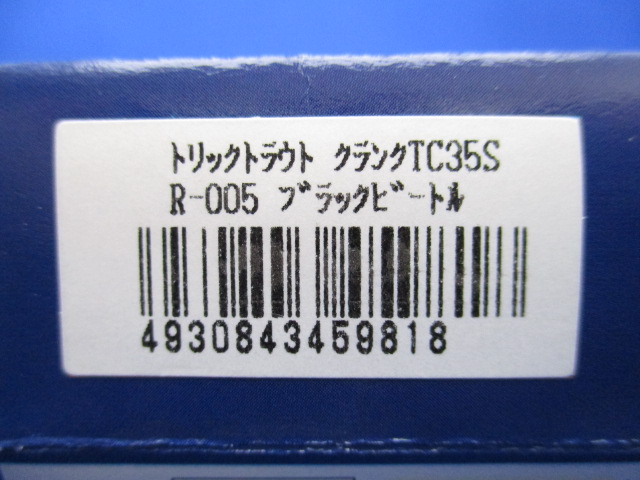 ﾄﾘｯｸﾄﾗｳﾄ ｸﾗﾝｸTC35S
R-005 ﾌﾞﾗｯｸﾋﾞｰﾄﾙ
4930843459818